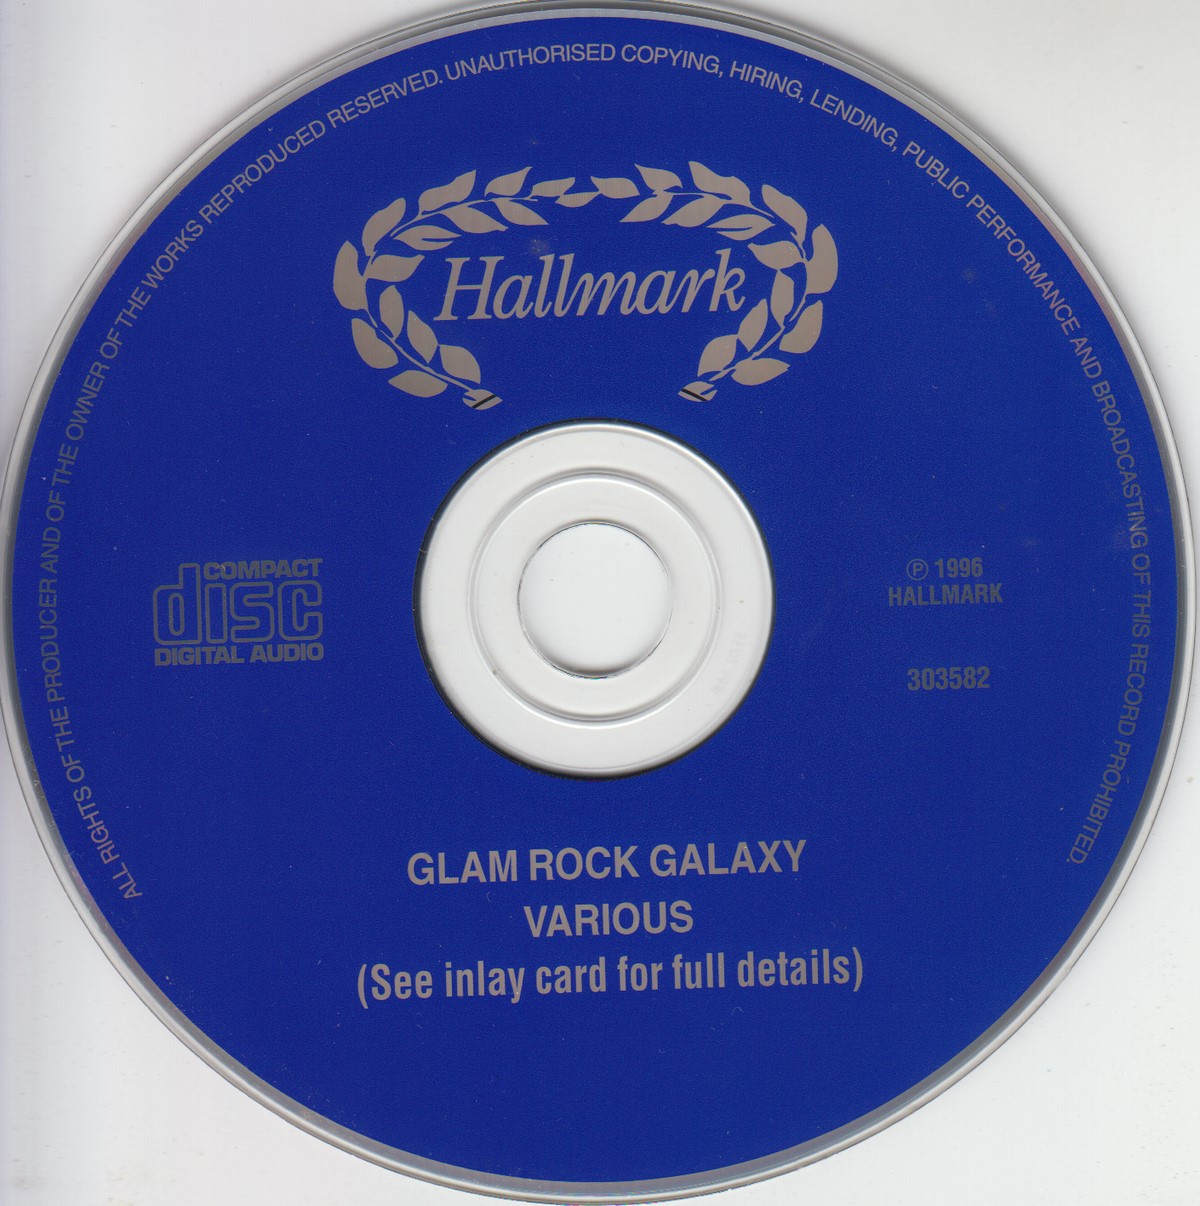 ALL RIGHTS OF THE PRODUCER AND OF THE OWNER OF THE WORKS REPRODUCED RESERVED. UNAUTHORISED COPYING, HIRING, LENDING, PUBLIC PERFORMANCE AND BROADCASTING OF THIS RECORD PROHIBITED.
Hallmark
COMPACT
disc
DIGITAL AUDIO
℗ 1996
HALLMARK
303582
GLAM ROCK GALAXY
VARIOUS
(See inlay card for full details)